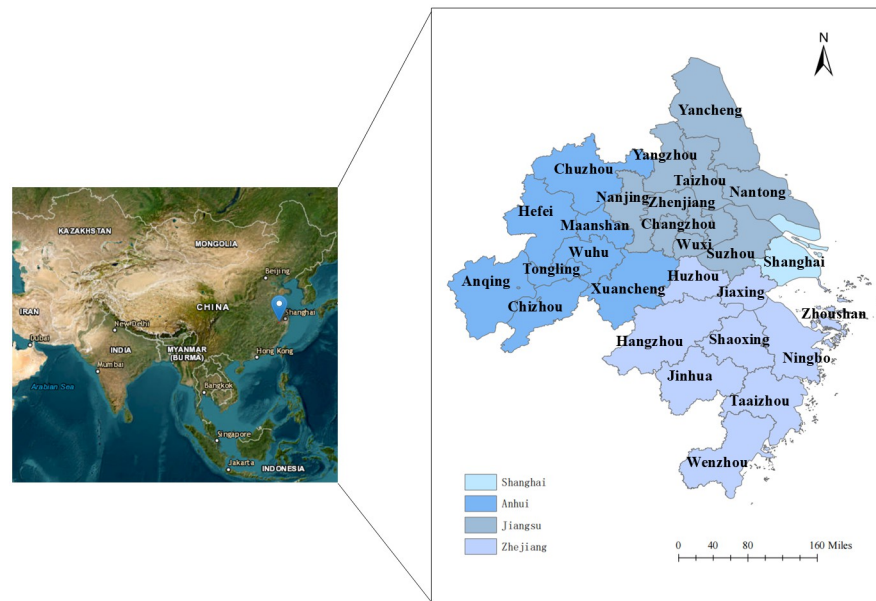 KAZAKHSTAN
MONGOLIA
Beijing
CHINA
Shanghai
IRAN
New Delhi
Dubai
INDIA
MYANMAR
(BURMA)
Hong Kong
Mumbai
Arabian Sea
Bangkok
Singapore
Jakarta
INDONESIA
N
Yancheng
Yangzhou
Chuzhou
Taizhou
Nantong
Nanjing
Zhenjiang
Hefei
Maanshan
Changzhou
Wuxi
Wuhu
Suzhou
Shanghai
Tongling
Huzhou
Anqing
Xuancheng
Jiaxing
Chizhou
Zhoushan
Hangzhou
Shaoxing
Ningbo
Jinhua
Taaizhou
Wenzhou
Shanghai
Anhui
Jiangsu
Zhejiang
0 40 80 160 Miles